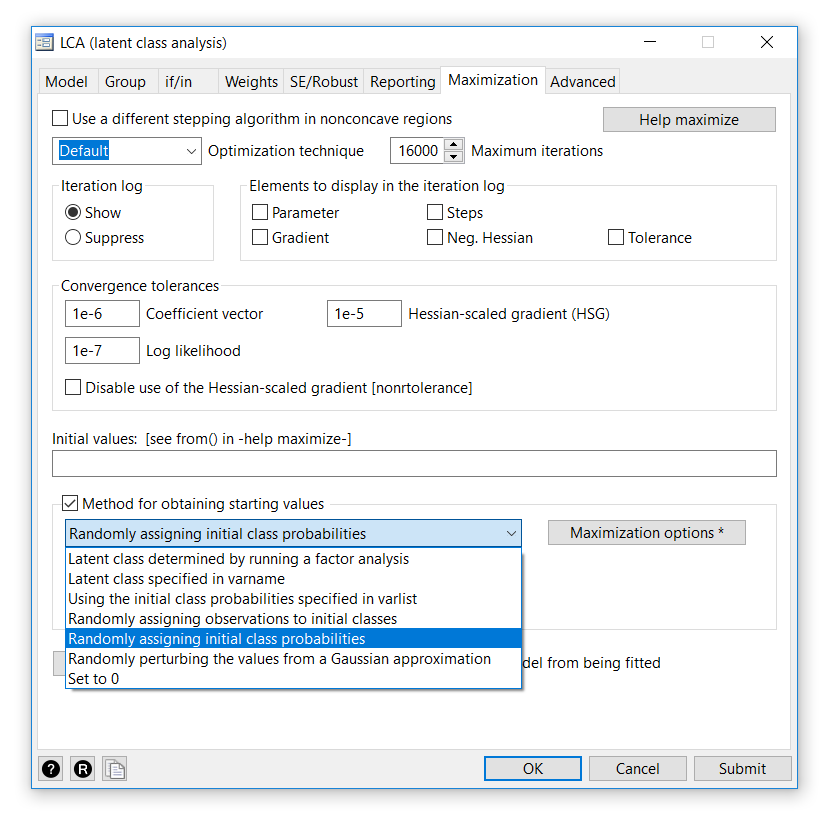 LCA (latent class analysis)
Model Group if/in Weights SE/Robust Reporting Maximization Advanced
Use a different stepping algorithm in nonconcave regions Help maximize
Default Optimization technique 16000 Maximum iterations
Iteration log Elements to display in the iteration log
Show Parameter Steps
Suppress Gradient Neg. Hessian Tolerance
Convergence tolerances
1e-6 Coefficient vector 1e-5 Hessian-scaled gradient (HSG)
1e-7 Log likelihood
Disable use of the Hessian-scaled gradient [nonrtolerance]
Initial values: [see from() in -help maximize-]
Method for obtaining starting values
Randomly assigning initial class probabilities Maximization options *
Latent class determined by running a factor analysis
Latent class specified in varname
Using the initial class probabilities specified in varlist
Randomly assigning observations to initial classes
Randomly assigning initial class probabilities
Randomly perturbing the values from a Gaussian approximation del from being fitted
Set to 0
? R OK Cancel Submit